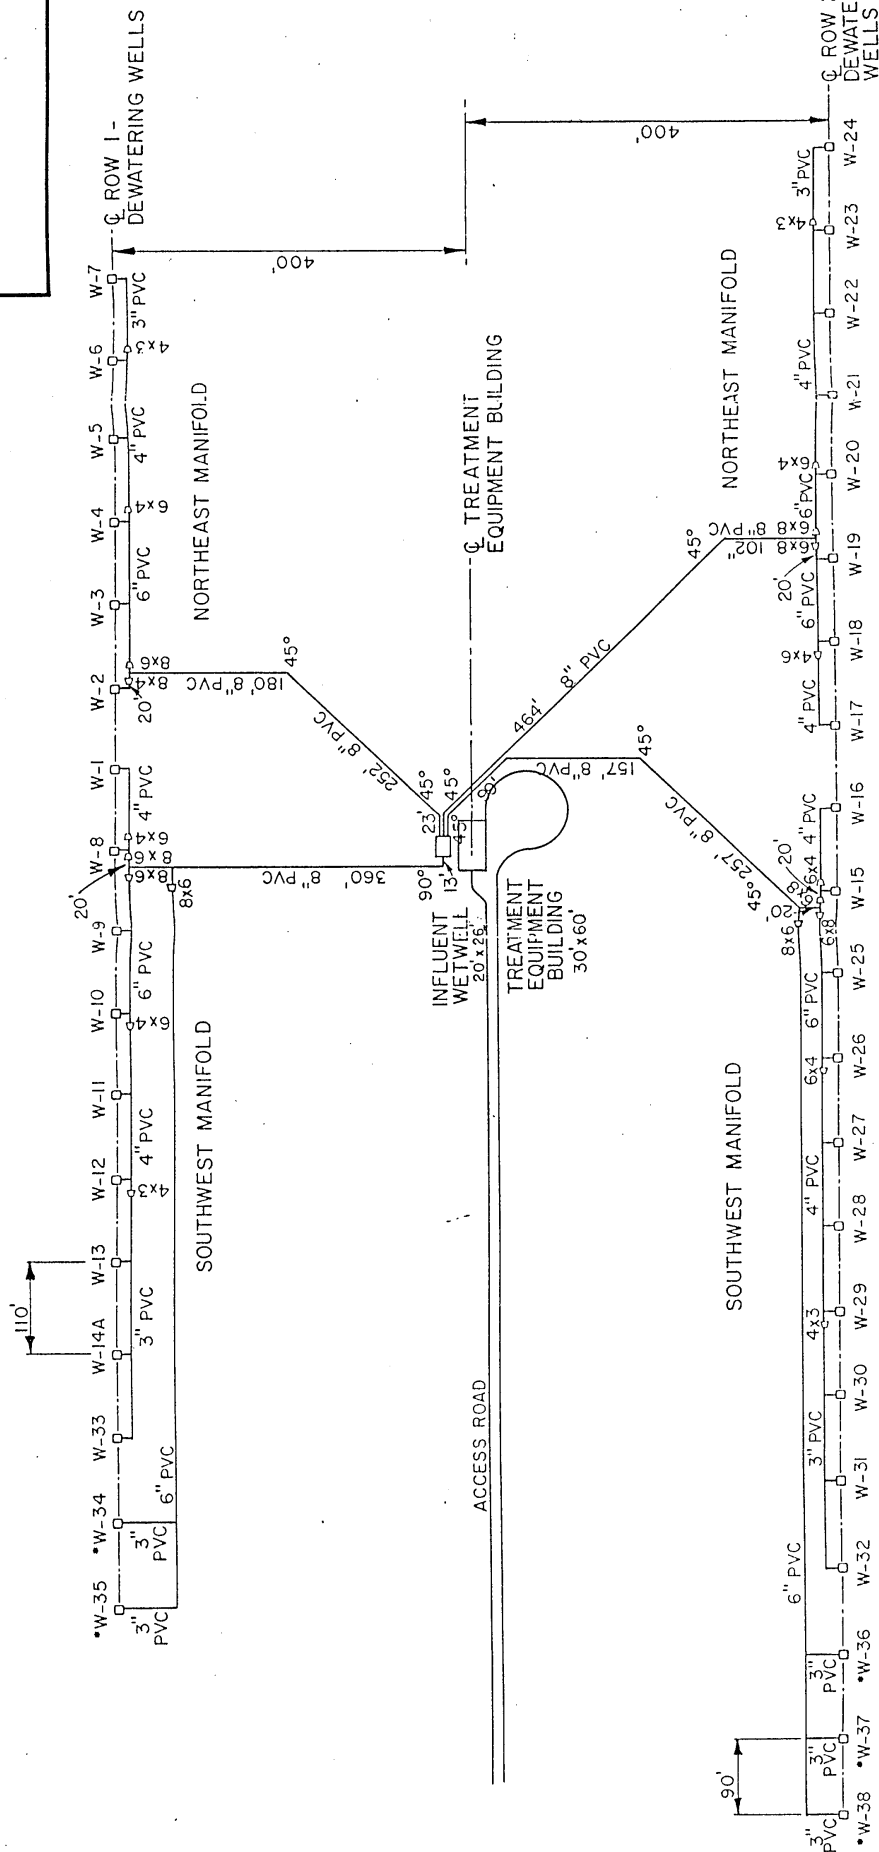 ℄ ROW 1 -
DEWATERING WELLS
W-7
W-6
W-5
W-4
W-3
W-2
W-1
W-8
W-9
W-10
W-11
W-12
W-13
W-14A
W-33
*W-34
*W-35
110'
3" PVC
4x3
4" PVC
6x4
6" PVC
8x6
8x4
20'
4" PVC
6x4
8x6
8x6
20'
8x6
6" PVC
6x4
4" PVC
4x3
3" PVC
6" PVC
3"
PVC
3"
PVC
400'
NORTHEAST MANIFOLD
SOUTHWEST MANIFOLD
180' 8" PVC
45°
252' 8" PVC
45°
23'
360' 8" PVC
90°
13'
45°
45°
℄ TREATMENT
EQUIPMENT BUILDING
INFLUENT
WETWELL
20'x26'
TREATMENT
EQUIPMENT
BUILDING
30'x60'
ACCESS ROAD
464'
8" PVC
45°
102"
8" PVC
157' 8" PVC
45°
257' 8" PVC
45°
400'
NORTHEAST MANIFOLD
SOUTHWEST MANIFOLD
℄ ROW
DEWATE
WELLS
3" PVC
4x3
4" PVC
6x4
6" PVC
6x8
6x8
20'
6" PVC
4x6
4" PVC
4" PVC
6x4
20'
20'
8x6
6x8
6" PVC
6x4
4" PVC
4x3
3" PVC
6" PVC
3"
PVC
3"
PVC
3"
PVC
90'
W-24
W-23
W-22
W-21
W-20
W-19
W-18
W-17
W-16
W-15
W-25
W-26
W-27
W-28
W-29
W-30
W-31
W-32
*W-36
*W-37
*W-38